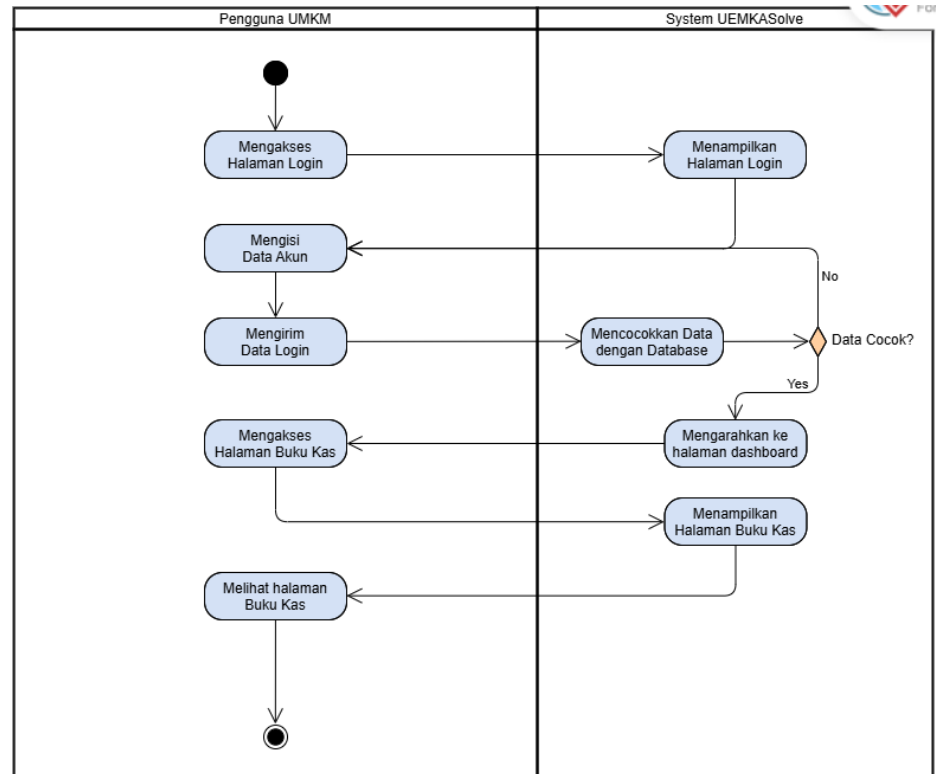 Pengguna UMKM
System UEMKASolve
Mengakses
Halaman Login
Menampilkan
Halaman Login
Mengisi
Data Akun
No
Mengirim
Data Login
Mencocokkan Data
dengan Database
Data Cocok?
Yes
Mengakses
Halaman Buku Kas
Mengarahkan ke
halaman dashboard
Menampilkan
Halaman Buku Kas
Melihat halaman
Buku Kas